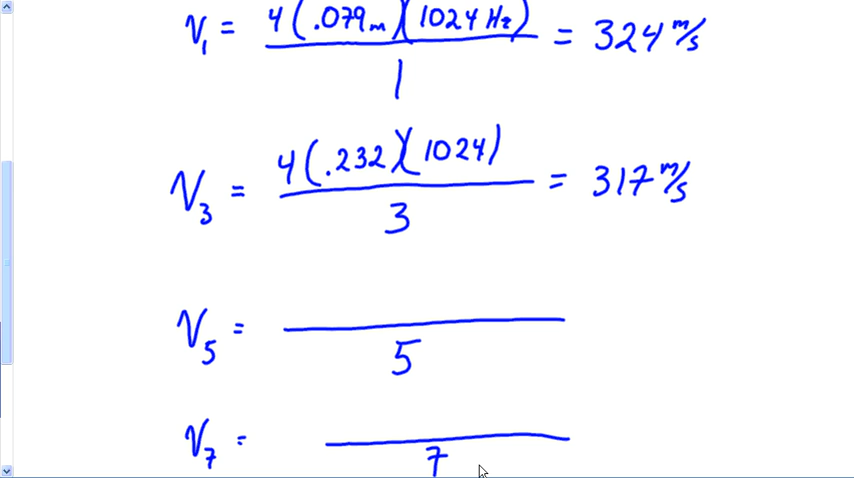 V₁ = 4(.079m)(1024 Hz) / 1 = 324 m/s
V₃ = 4(.232)(1024) / 3 = 317 m/s
V₅ = / 5
V₇ = / 7